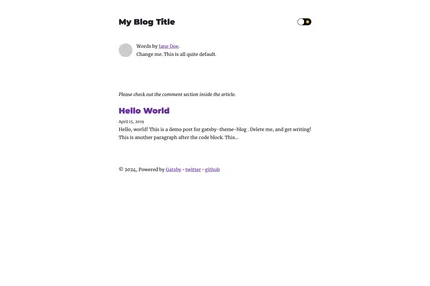 My Blog Title
Words by Jane Doe.
Change me. This is all quite default.
Please check out the comment section inside the article.
Hello World
April 15, 2019
Hello, world! This is a demo post for gatsby-theme-blog . Delete me, and get writing!
This is another paragraph after the code block. This…
© 2024, Powered by Gatsby · twitter · github